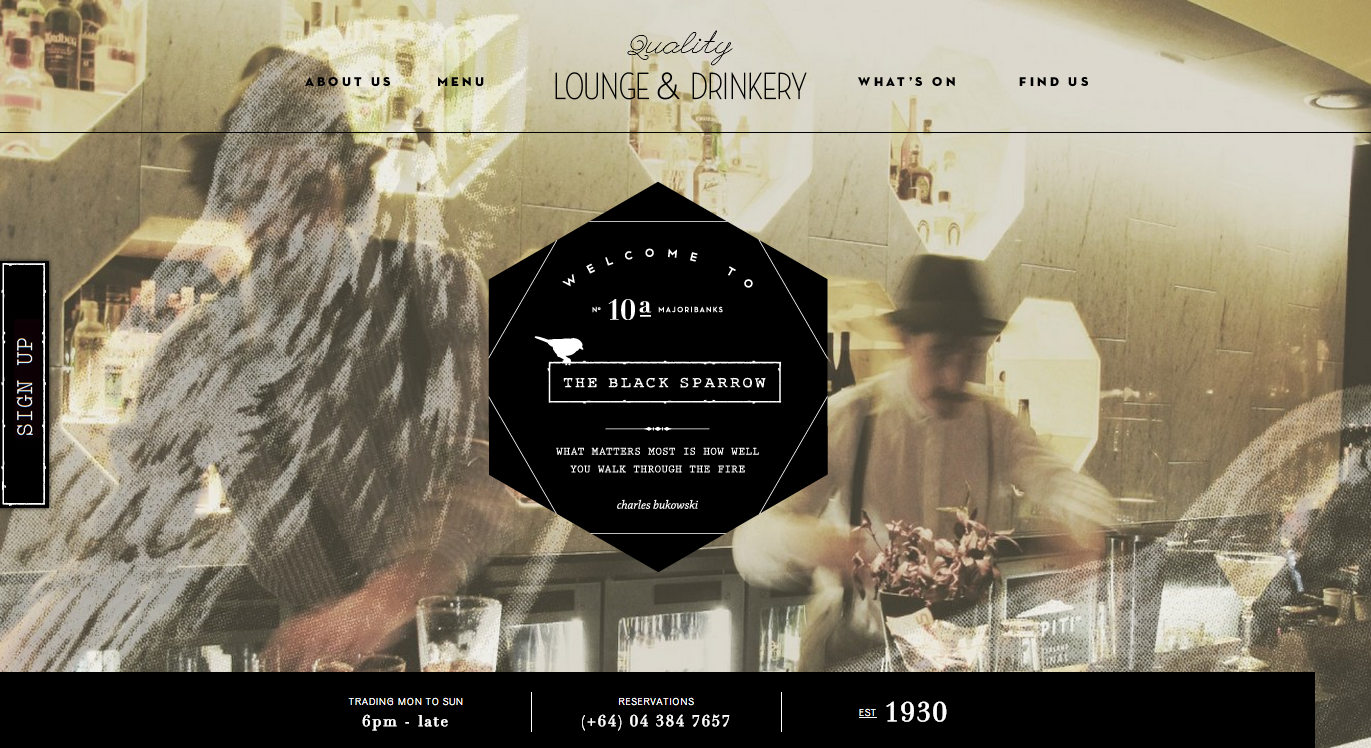 Quality
ABOUT US
MENU
LOUNGE & DRINKERY
WHAT'S ON
FIND US
SIGN UP
WELCOME TO
Nº 10a MAJORIBANKS
THE BLACK SPARROW
WHAT MATTERS MOST IS HOW WELL
YOU WALK THROUGH THE FIRE
charles bukowski
TRADING MON TO SUN
6pm - late
RESERVATIONS
(+64) 04 384 7657
EST 1930